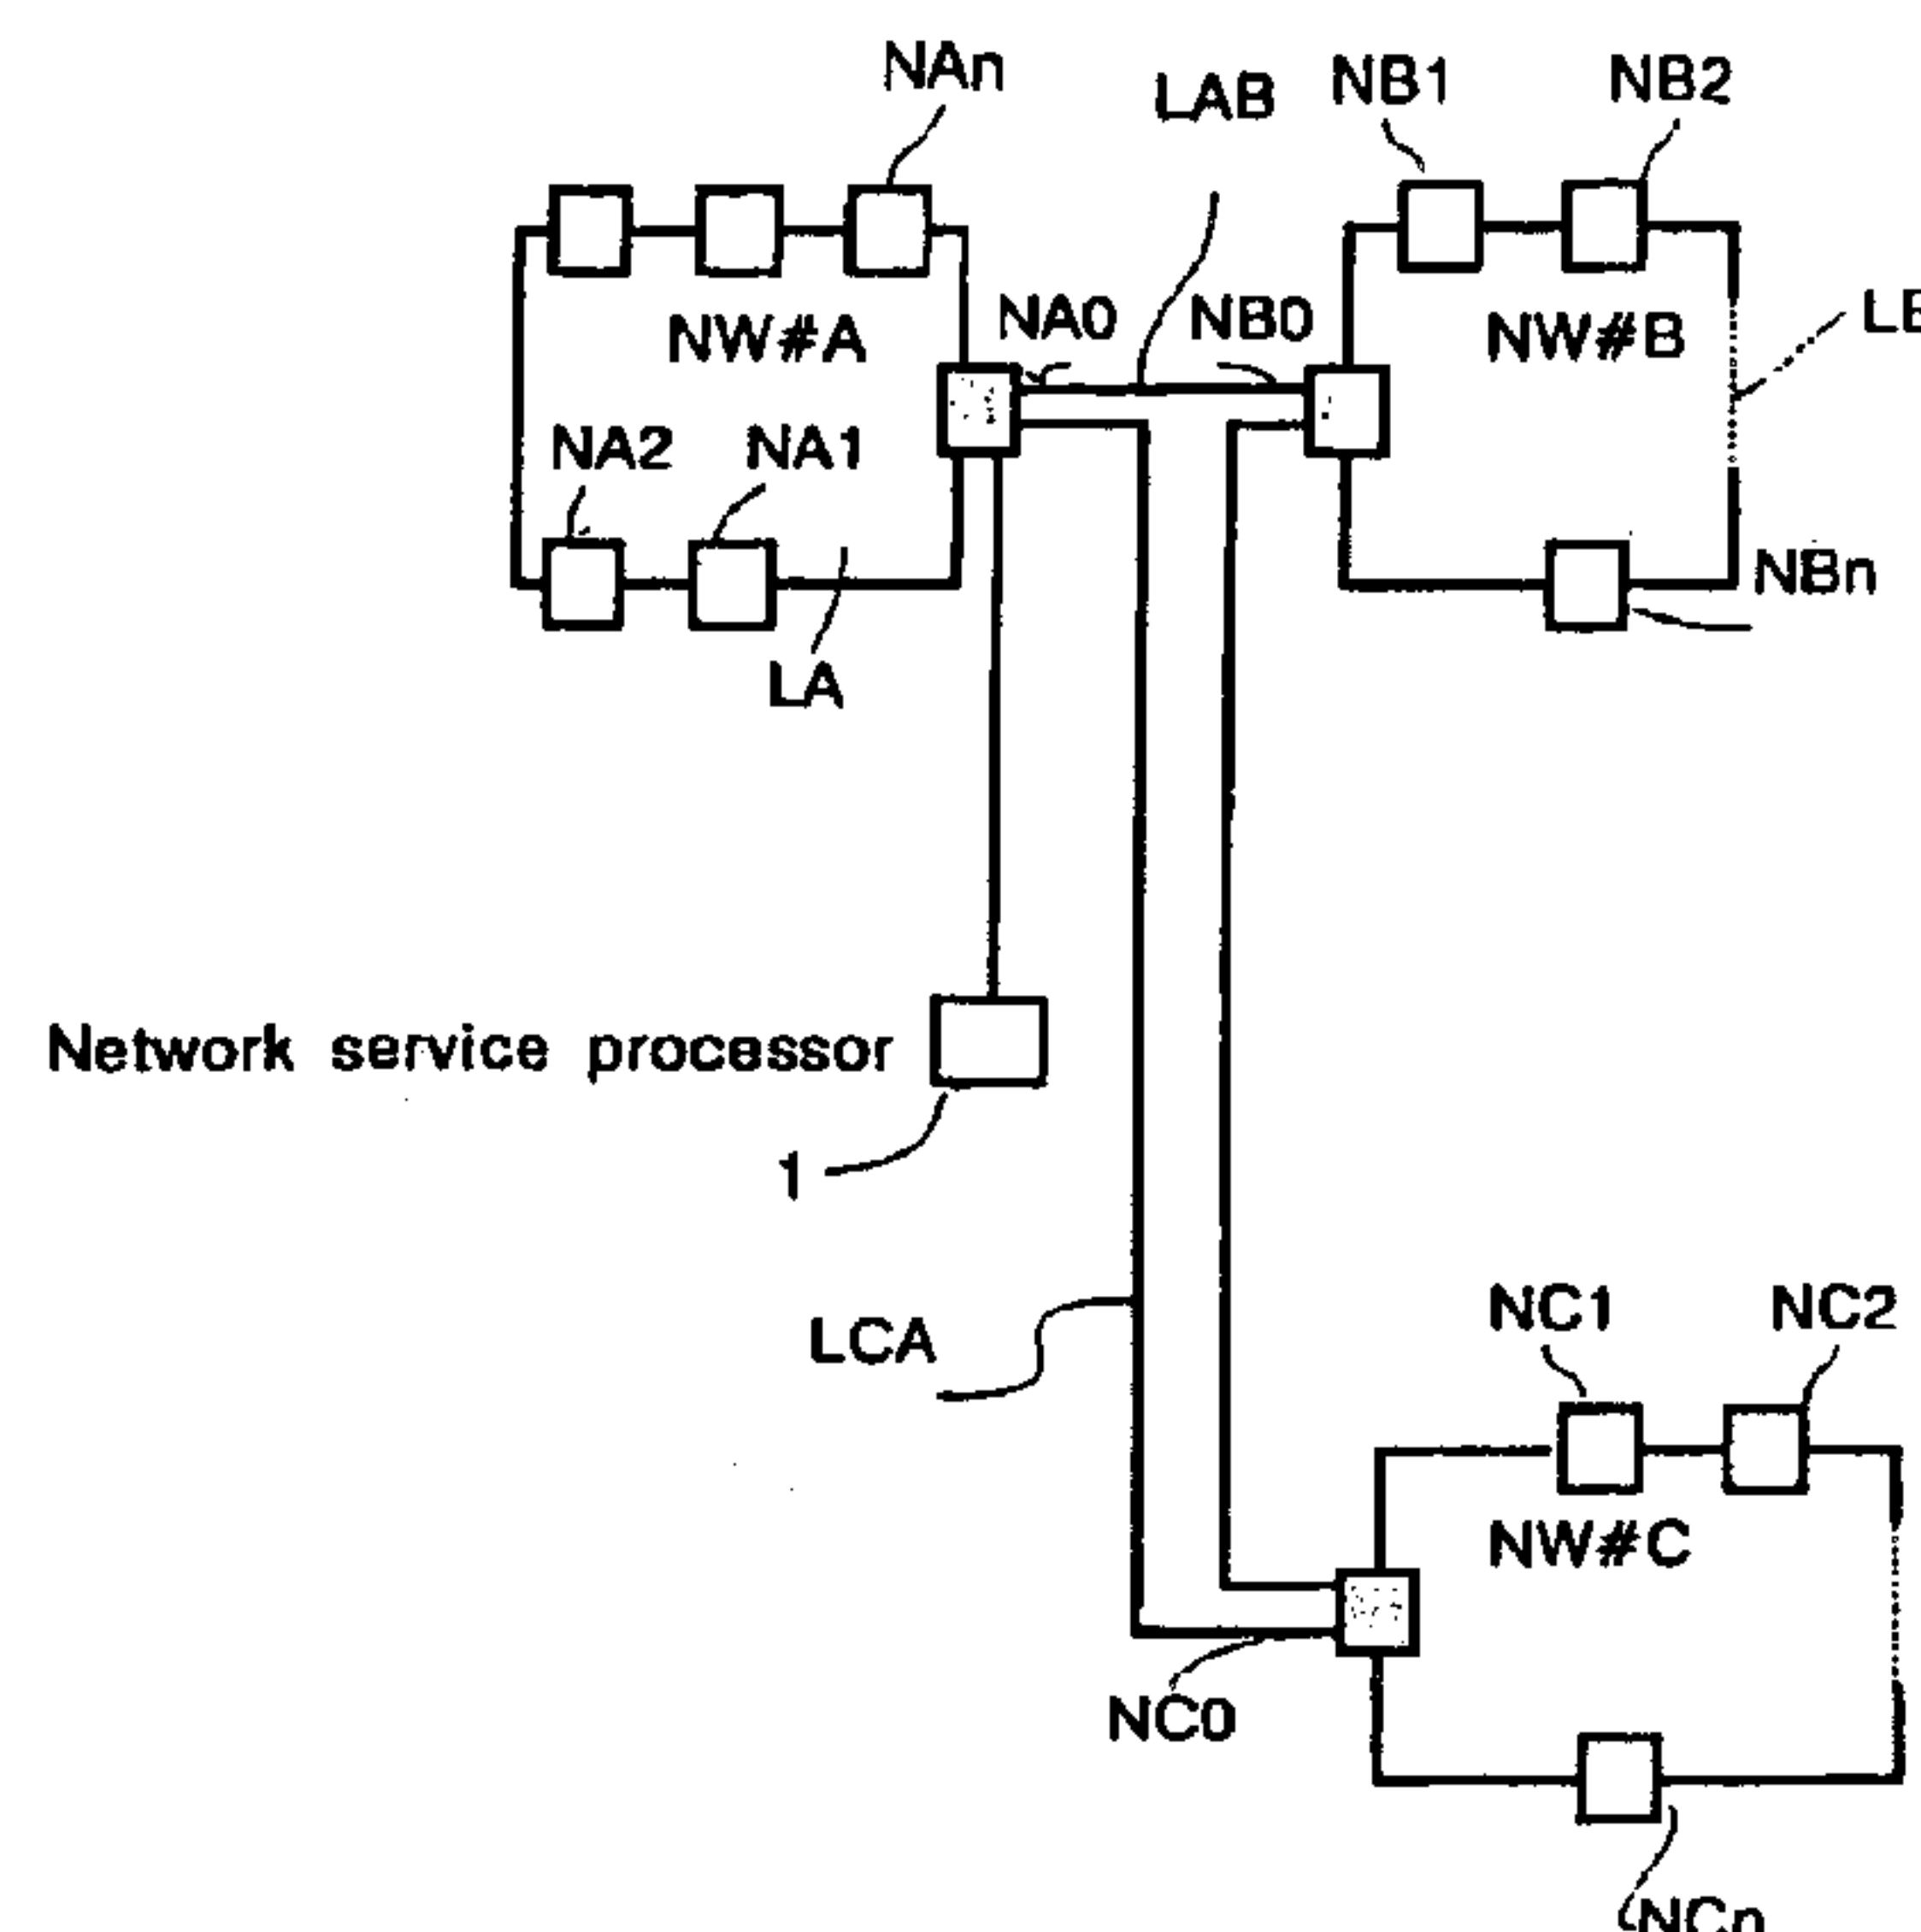 NAn
LAB
NB1
NB2
NW#A
NA0
NB0
NW#B
NA2
NA1
NBn
LA
Network service processor
1
LCA
NC1
NC2
NW#C
NC0